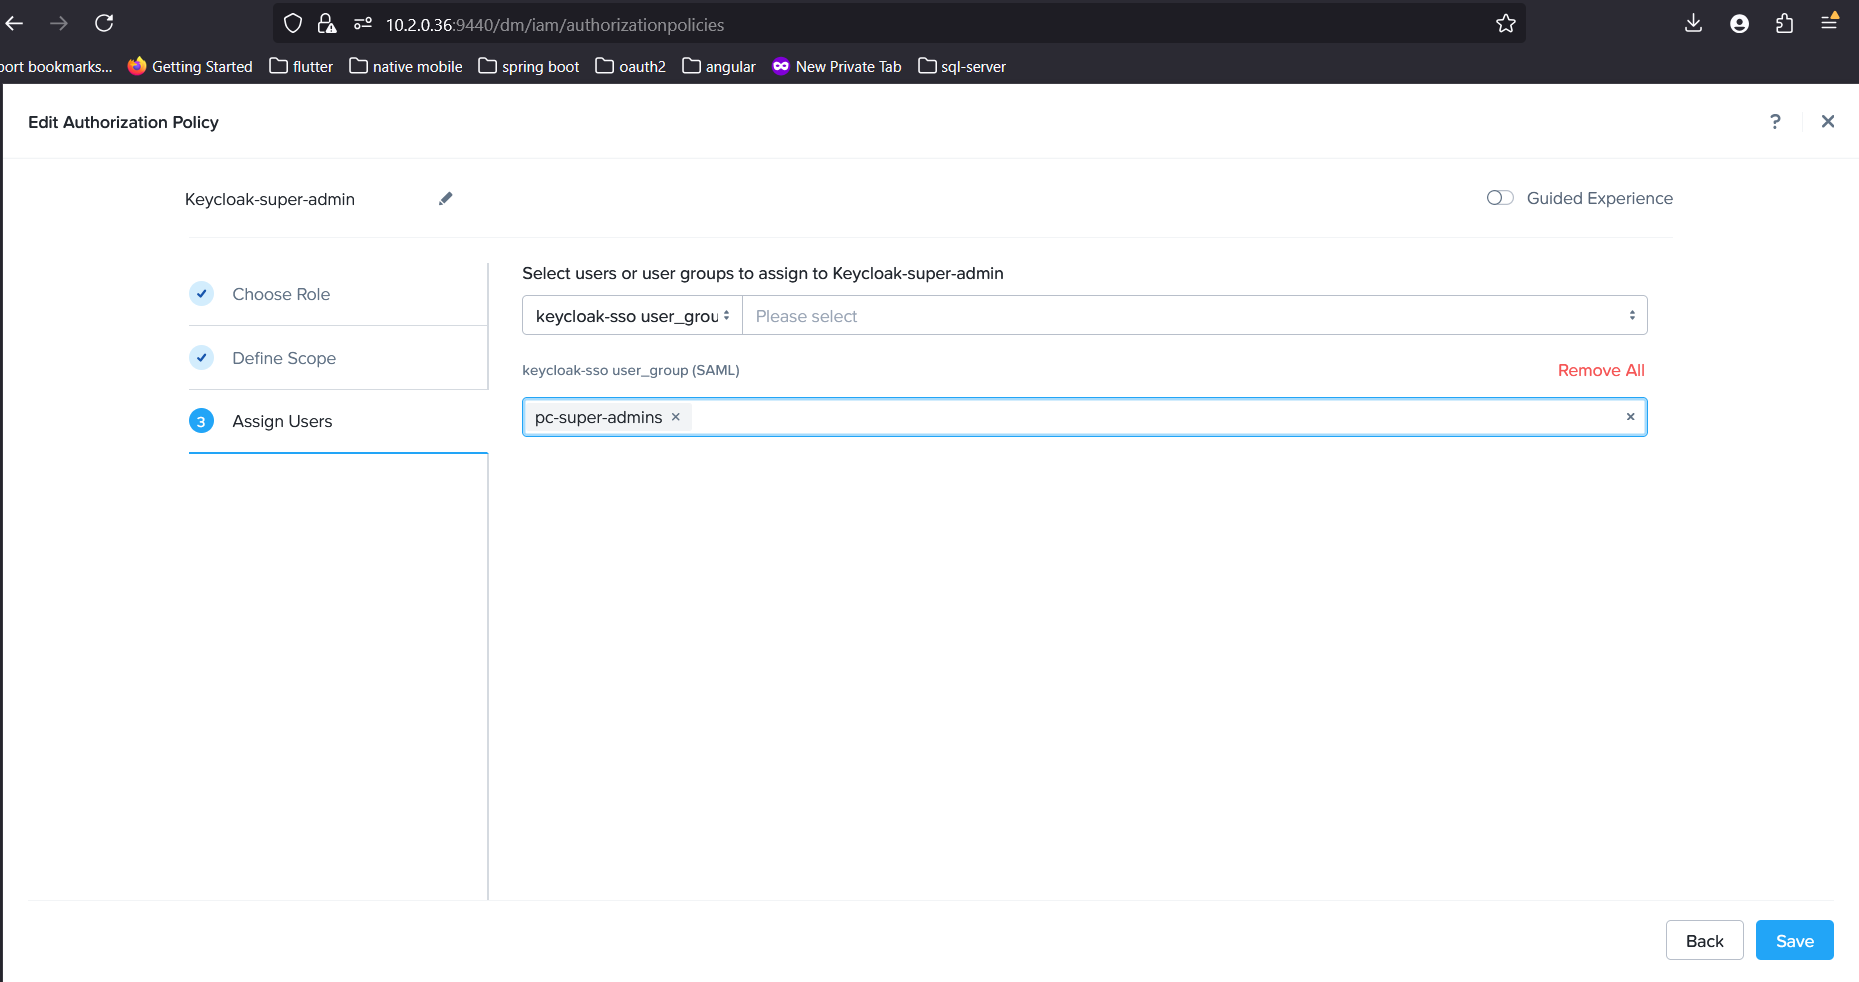 10.2.0.36:9440/dm/iam/authorizationpolicies
port bookmarks... Getting Started flutter native mobile spring boot oauth2 angular New Private Tab sql-server
Edit Authorization Policy ?
Keycloak-super-admin Guided Experience
Choose Role
Define Scope
3 Assign Users
Select users or user groups to assign to Keycloak-super-admin
keycloak-sso user_grou Please select
keycloak-sso user_group (SAML) Remove All
pc-super-admins
Back Save